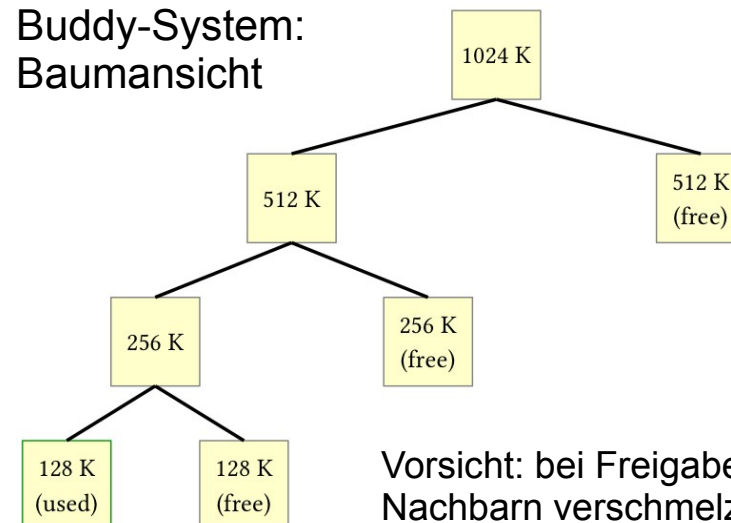 Buddy-System:
Baumansicht
1024 K
512 K
512 K
(free)
256 K
256 K
(free)
128 K
(used)
128 K
(free)
Vorsicht: bei Freigabe
Nachbarn verschmelz